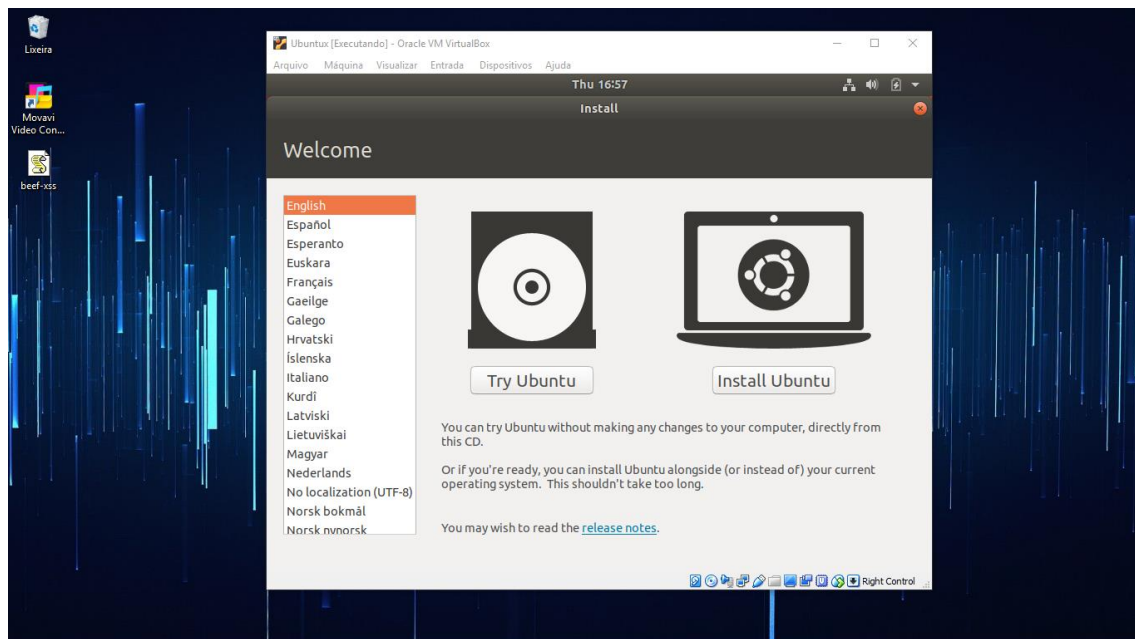 Lixeira
Movavi
Video Con...
beef-xss
Ubuntux [Executando] - Oracle VM VirtualBox
Arquivo Máquina Visualizar Entrada Dispositivos Ajuda
Thu 16:57
Install
Welcome
English
Español
Esperanto
Euskara
Français
Gaeilge
Galego
Hrvatski
Íslenska
Italiano
Kurdî
Latviski
Lietuviškai
Magyar
Nederlands
No localization (UTF-8)
Norsk bokmål
Norsk nynorsk
Try Ubuntu
Install Ubuntu
You can try Ubuntu without making any changes to your computer, directly from
this CD.
Or if you're ready, you can install Ubuntu alongside (or instead of) your current
operating system. This shouldn't take too long.
You may wish to read the release notes.
Right Control